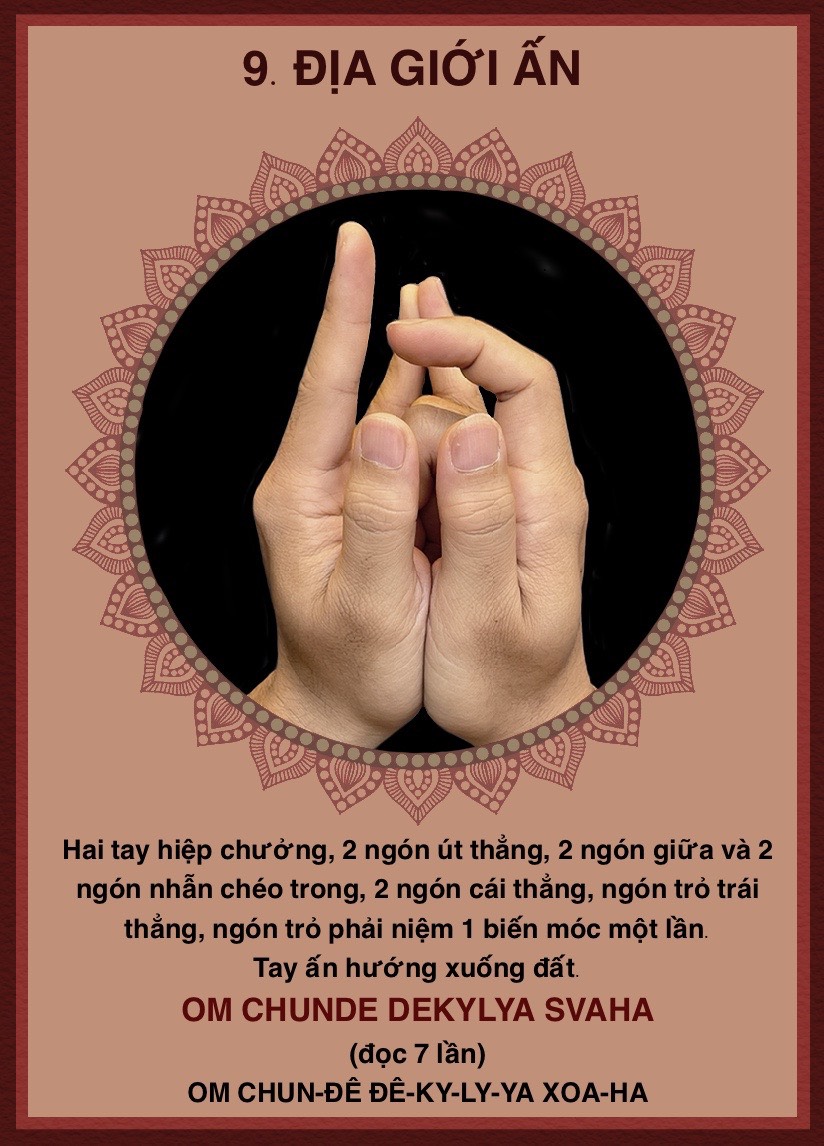 9. ĐỊA GIỚI ẤN
Hai tay hiệp chưởng, 2 ngón út thẳng, 2 ngón giữa và 2
ngón nhẫn chéo trong, 2 ngón cái thẳng, ngón trỏ trái
thẳng, ngón trỏ phải niệm 1 biến móc một lần.
Tay ấn hướng xuống đất.
OM CHUNDE DEKYLYA SVAHA
(đọc 7 lần)
OM CHUN-ĐÊ ĐÊ-KY-LY-YA XOA-HA